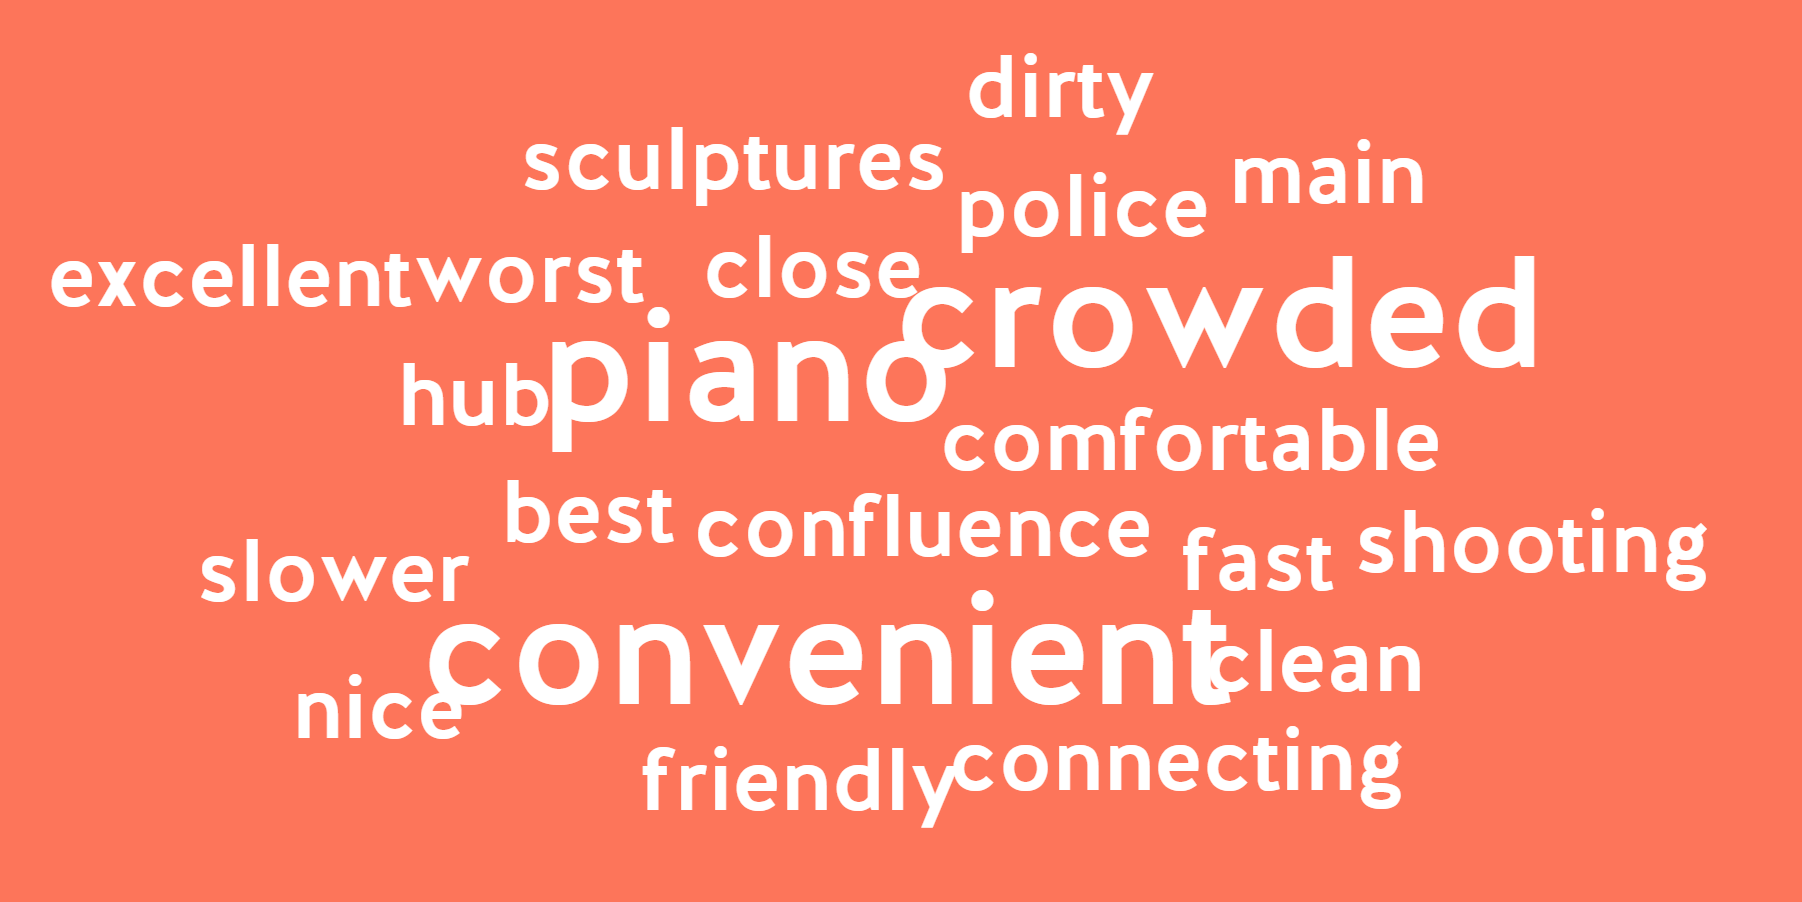 dirty
sculptures
main
police
excellent
worst
close
crowded
piano
hub
comfortable
best
confluence
shooting
fast
slower
convenient
clean
nice
connecting
friendly